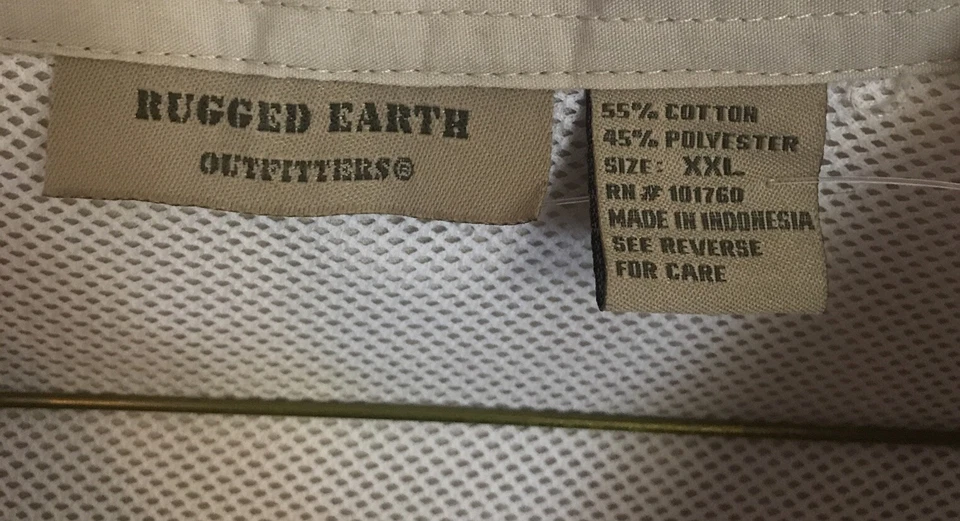 RUGGED EARTH
OUTFITTERS®
55% COTTON
45% POLYESTER
SIZE: XXL
RN # 101760
MADE IN INDONESIA
SEE REVERSE
FOR CARE